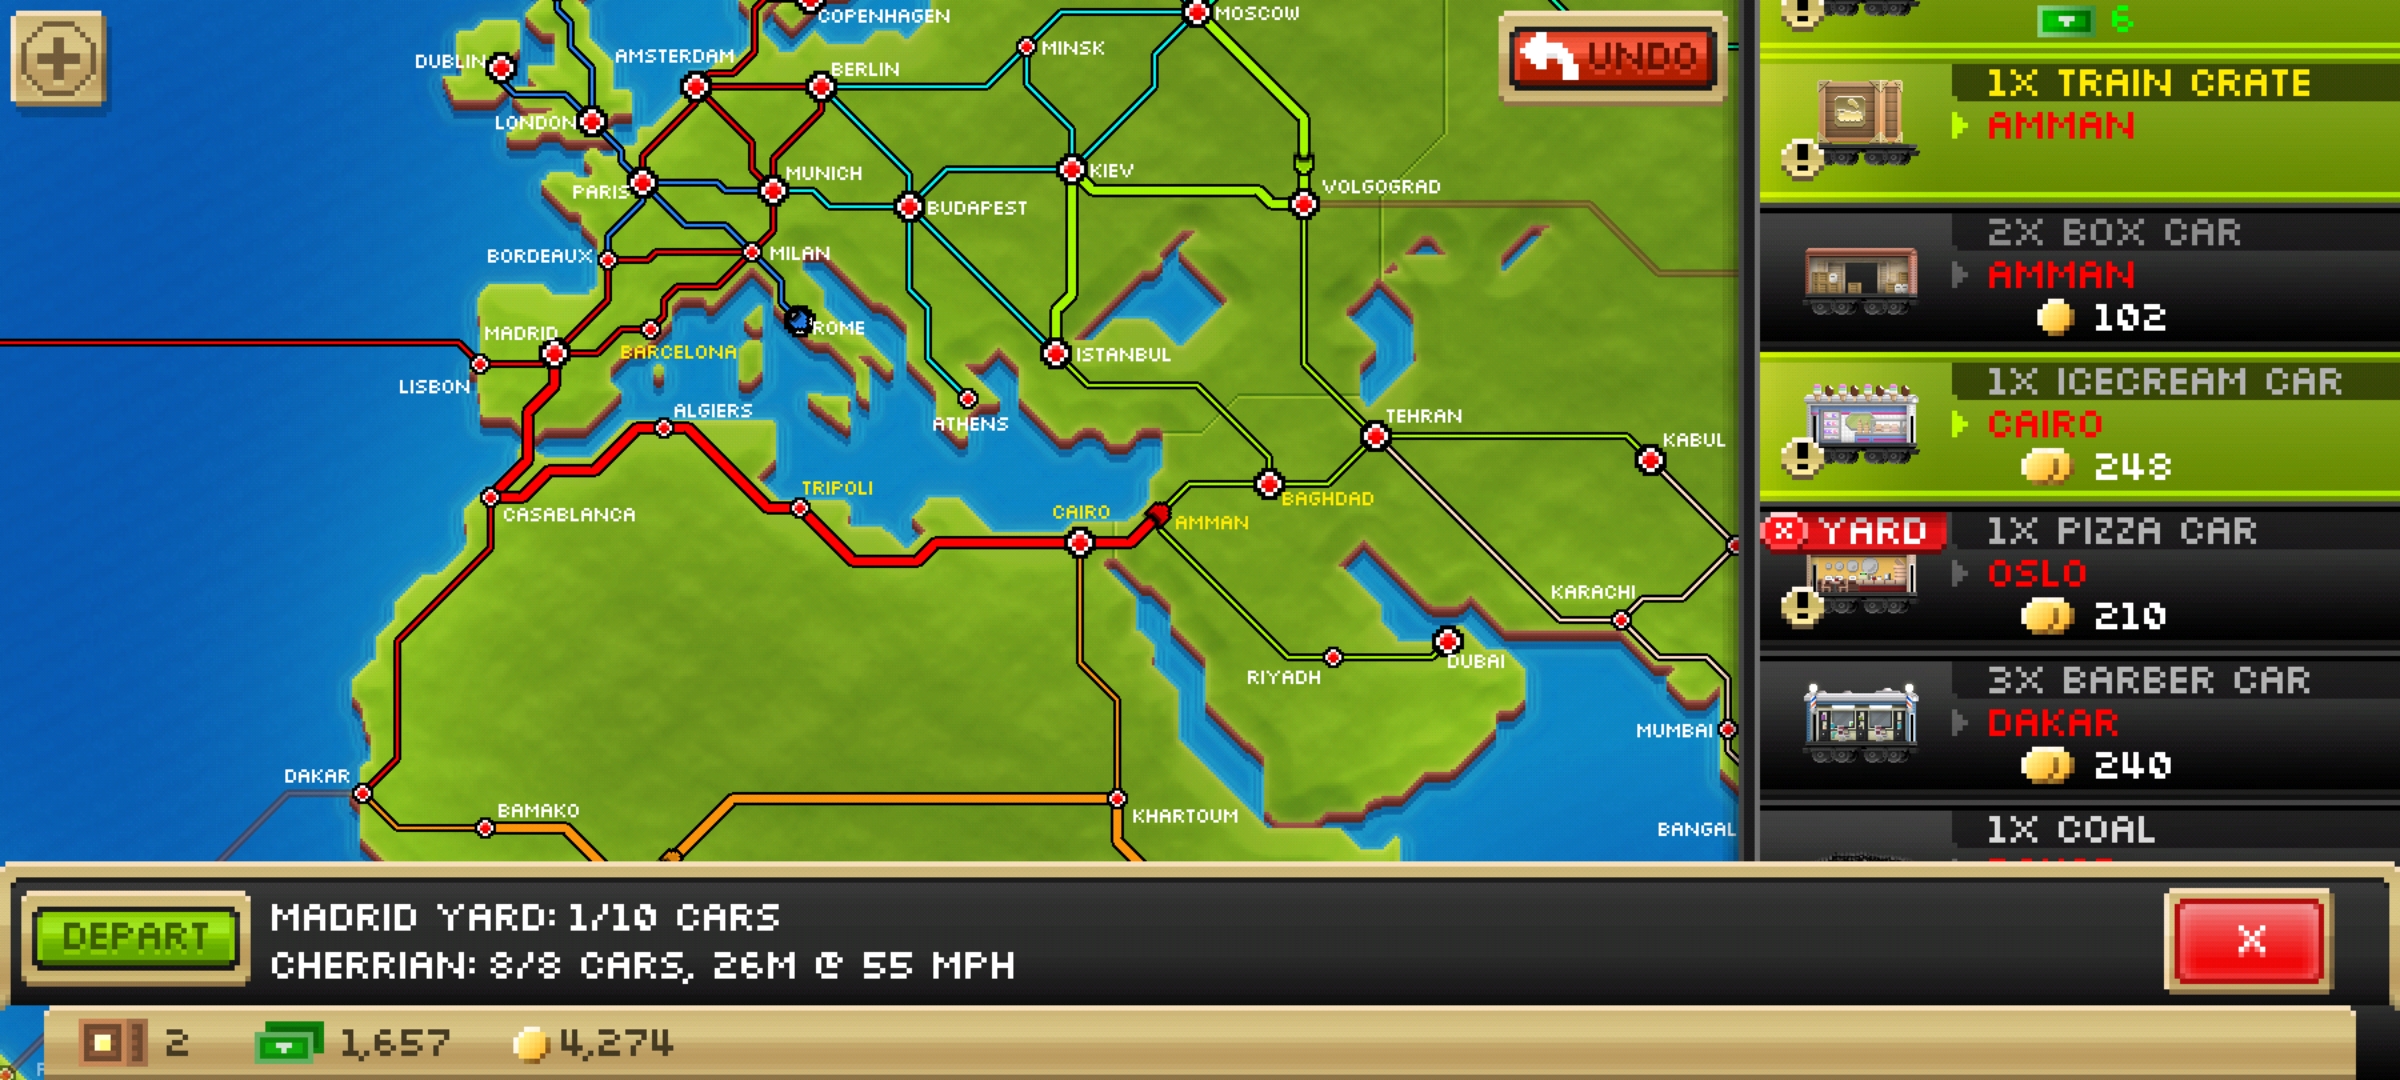 COPENHAGEN
MOSCOW
AMSTERDAM
MINSK
DUBLIN
BERLIN
LONDON
MUNICH
KIEV
PARIS
VOLGOGRAD
BUDAPEST
BORDEAUX
MILAN
MADRID
ROME
BARCELONA
ISTANBUL
LISBON
ALGIERS
ATHENS
TEHRAN
KABUL
TRIPOLI
BAGHDAD
CASABLANCA
CAIRO
AMMAN
KARACHI
RIYADH
DUBAI
MUMBAI
DAKAR
BAMAKO
KHARTOUM
BANGAL
UNDO
6
1X TRAIN CRATE
AMMAN
2X BOX CAR
AMMAN
102
1X ICECREAM CAR
CAIRO
248
YARD
1X PIZZA CAR
OSLO
210
3X BARBER CAR
DAKAR
240
1X COAL
DEPART
MADRID YARD: 1/10 CARS
CHERRIAN: 8/8 CARS, 26M @ 55 MPH
X
2
1,657
4,274